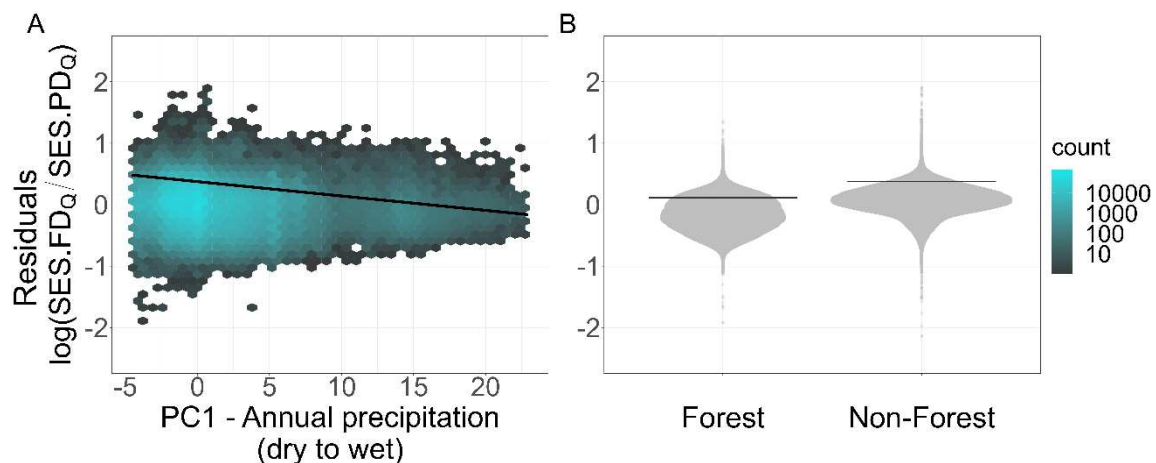 A
B
Residuals
log(SES.FDQ/ SES.PDQ)
2
1
0
-1
-2
-5 0 5 10 15 20
PC1 - Annual precipitation
(dry to wet)
2
1
0
-1
-2
Forest Non-Forest
count
10000
1000
100
10